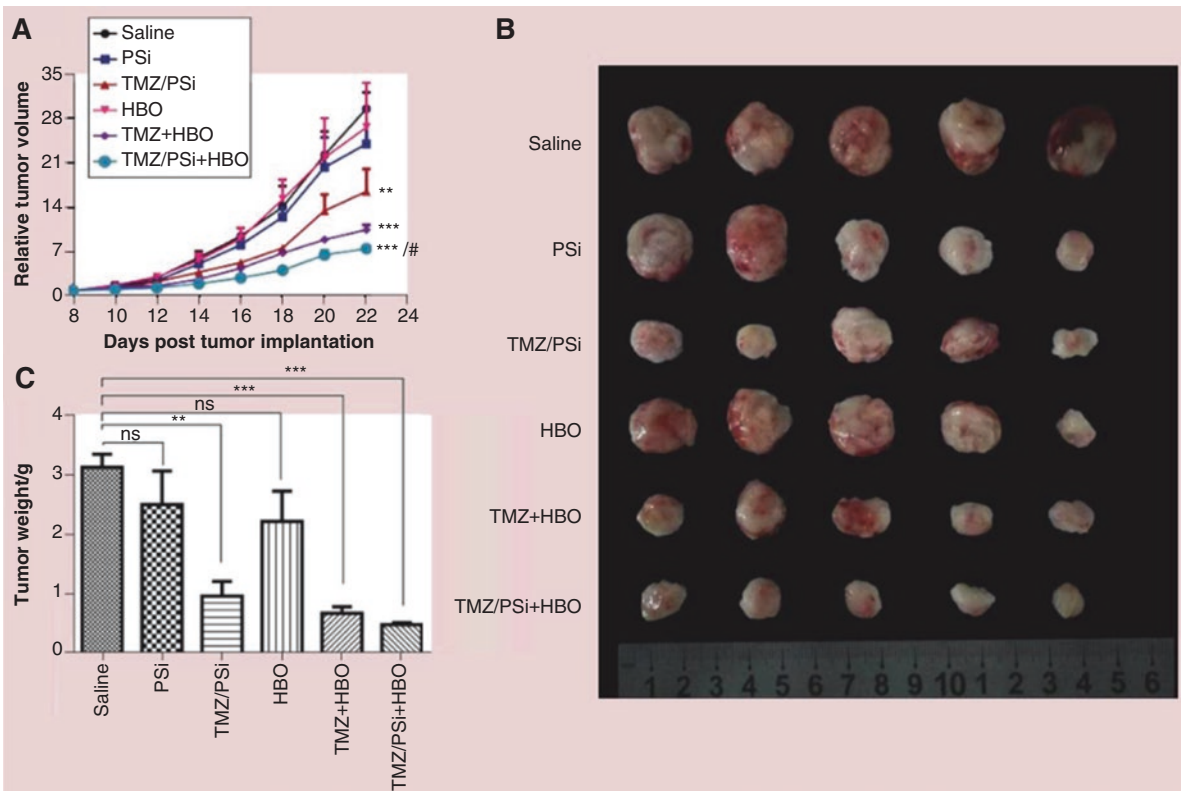 A
Saline
PSi
TMZ/PSi
HBO
TMZ+HBO
TMZ/PSi+HBO
Relative tumor volume
35
28
21
14
7
0
**
***
*** /#
8 10 12 14 16 18 20 22 24
Days post tumor implantation
B
Saline
PSi
TMZ/PSi
HBO
TMZ+HBO
TMZ/PSi+HBO
1 2 3 4 5 6 7 8 9 10 1 2 3 4 5 6
C
***
***
ns
**
ns
Tumor weight/g
4
3
2
1
0
Saline
PSi
TMZ/PSi
HBO
TMZ+HBO
TMZ/PSi+HBO